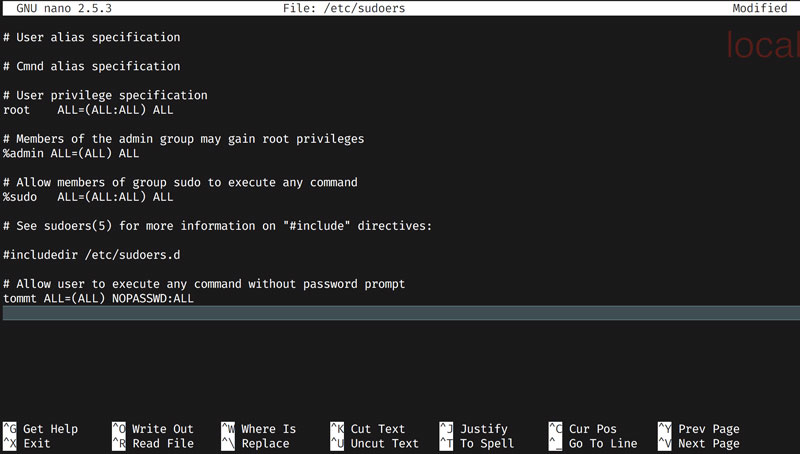 GNU nano 2.5.3 File: /etc/sudoers Modified
# User alias specification
local
# Cmnd alias specification
# User privilege specification
root ALL=(ALL:ALL) ALL
# Members of the admin group may gain root privileges
%admin ALL=(ALL) ALL
# Allow members of group sudo to execute any command
%sudo ALL=(ALL:ALL) ALL
# See sudoers(5) for more information on "#include" directives:
#includedir /etc/sudoers.d
# Allow user to execute any command without password prompt
tommt ALL=(ALL) NOPASSWD:ALL
^G Get Help ^O Write Out ^W Where Is ^K Cut Text ^J Justify ^C Cur Pos ^Y Prev Page
^X Exit ^R Read File ^\ Replace ^U Uncut Text ^T To Spell ^_ Go To Line ^V Next Page